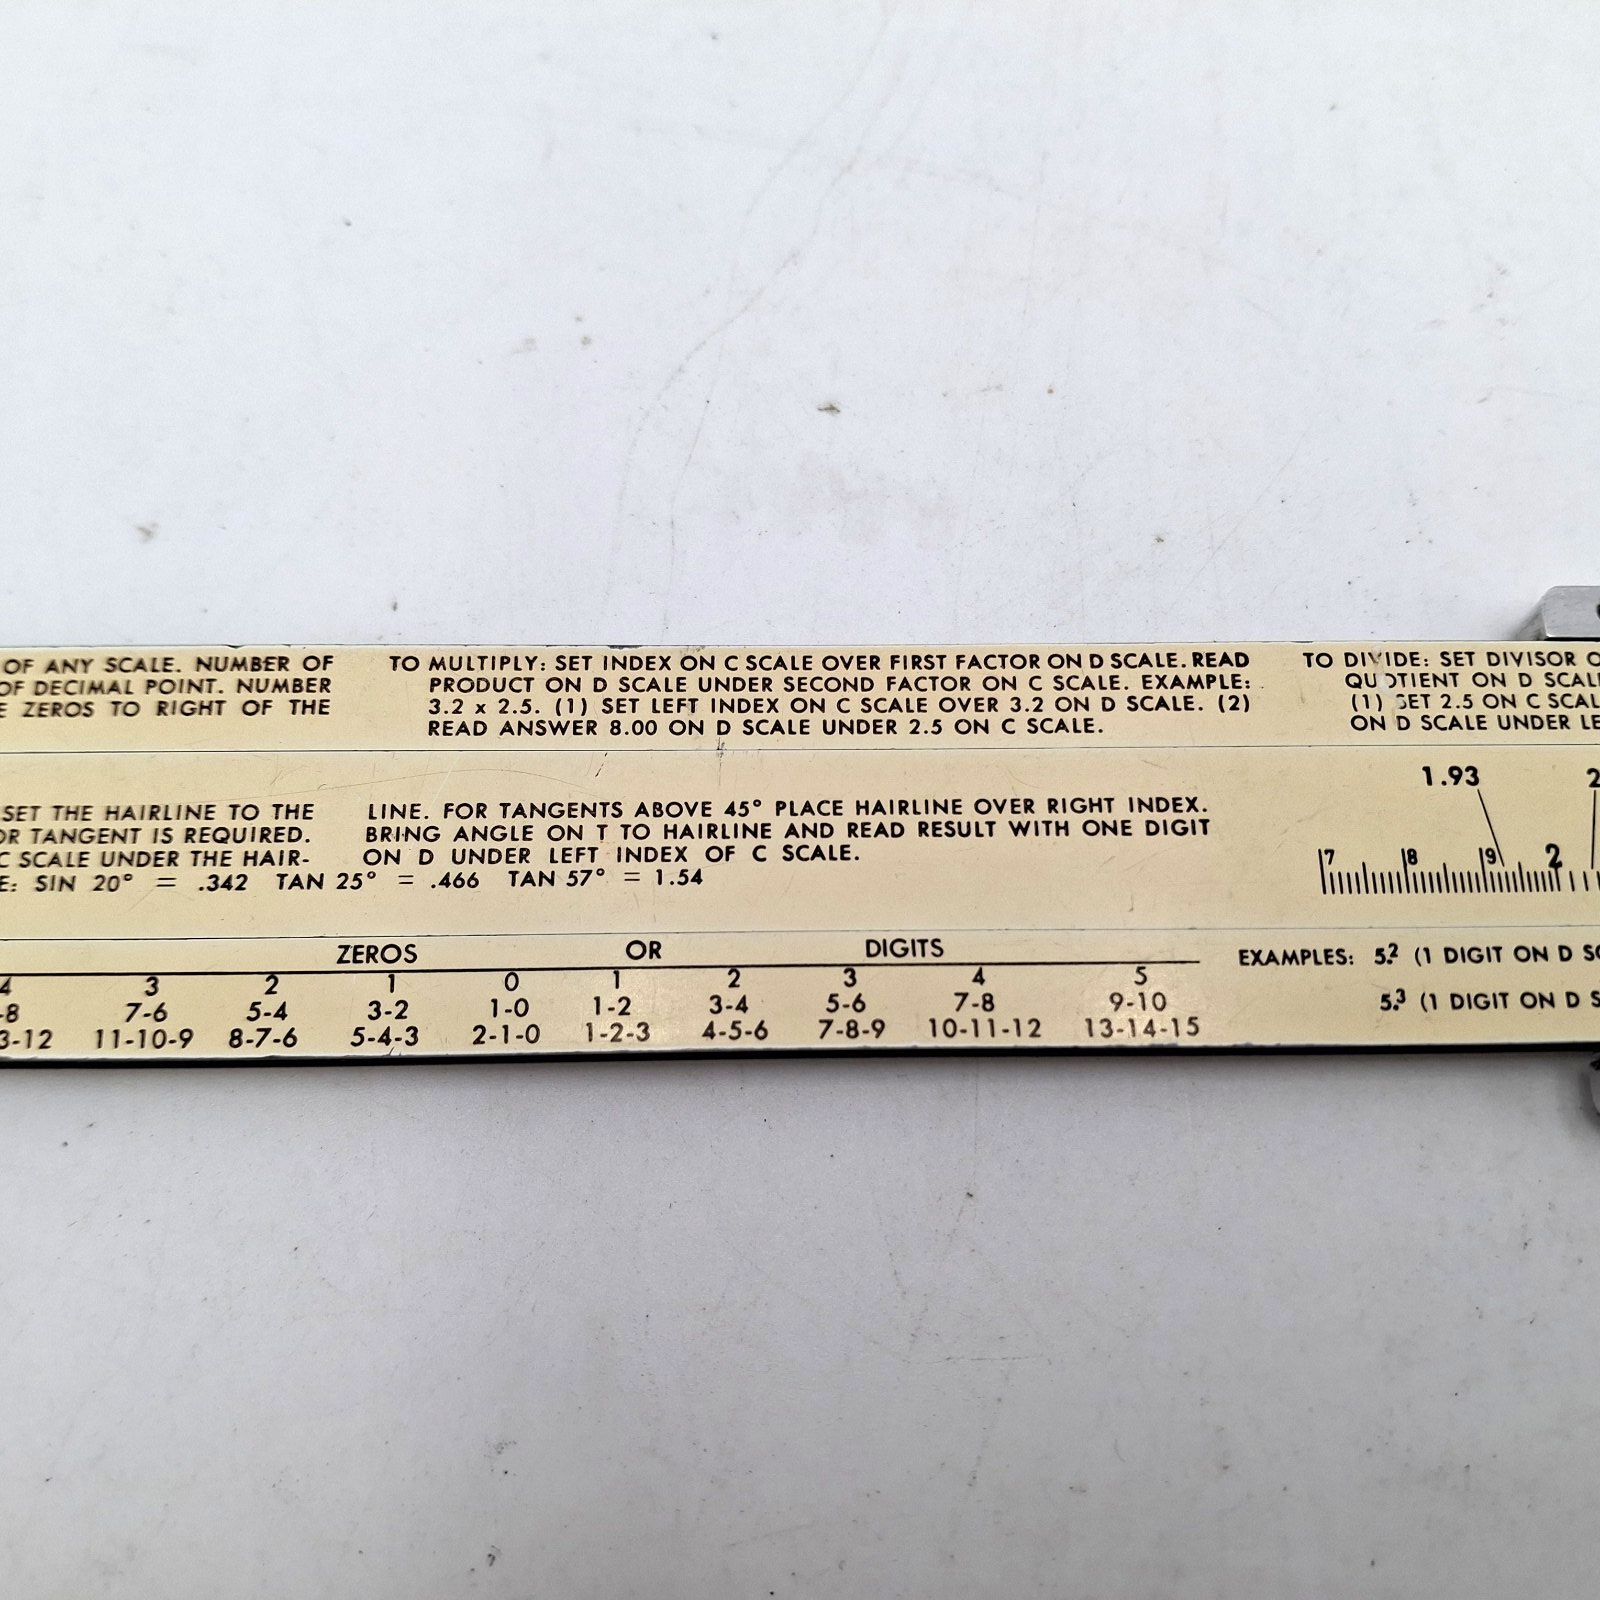 OF ANY SCALE. NUMBER OF
OF DECIMAL POINT. NUMBER
ZEROS TO RIGHT OF THE
TO MULTIPLY: SET INDEX ON C SCALE OVER FIRST FACTOR ON D SCALE. READ
PRODUCT ON D SCALE UNDER SECOND FACTOR ON C SCALE. EXAMPLE:
3.2 x 2.5. (1) SET LEFT INDEX ON C SCALE OVER 3.2 ON D SCALE. (2)
READ ANSWER 8.00 ON D SCALE UNDER 2.5 ON C SCALE.
TO DIVIDE: SET DIVISOR
QUOTIENT ON D SCAL
(1) SET 2.5 ON C SCAL
ON D SCALE UNDER LE
SET THE HAIRLINE TO THE
OR TANGENT IS REQUIRED.
C SCALE UNDER THE HAIR-
E: SIN 20° = .342 TAN 25° = .466 TAN 57° = 1.54
LINE. FOR TANGENTS ABOVE 45° PLACE HAIRLINE OVER RIGHT INDEX.
BRING ANGLE ON T TO HAIRLINE AND READ RESULT WITH ONE DIGIT
ON D UNDER LEFT INDEX OF C SCALE.
1.93 2
7 8 9 2
ZEROS OR DIGITS
4 3 2 1 0 1 2 3 4 5
-8 7-6 5-4 3-2 1-0 1-2 3-4 5-6 7-8 9-10
3-12 11-10-9 8-7-6 5-4-3 2-1-0 1-2-3 4-5-6 7-8-9 10-11-12 13-14-15
EXAMPLES: 5.² (1 DIGIT ON D SC
5.³ (1 DIGIT ON D S